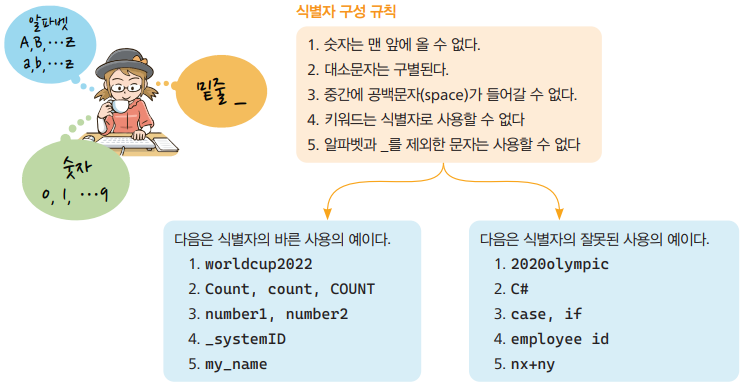 식별자 구성 규칙
알파벳
A,B,···Z
a,b,···z
밑줄 _
숫자
0, 1, ···9
1. 숫자는 맨 앞에 올 수 없다.
2. 대소문자는 구별된다.
3. 중간에 공백문자(space)가 들어갈 수 없다.
4. 키워드는 식별자로 사용할 수 없다
5. 알파벳과 _를 제외한 문자는 사용할 수 없다
다음은 식별자의 바른 사용의 예이다.
1. worldcup2022
2. Count, count, COUNT
3. number1, number2
4. _systemID
5. my_name
다음은 식별자의 잘못된 사용의 예이다.
1. 2020olympic
2. C#
3. case, if
4. employee id
5. nx+ny